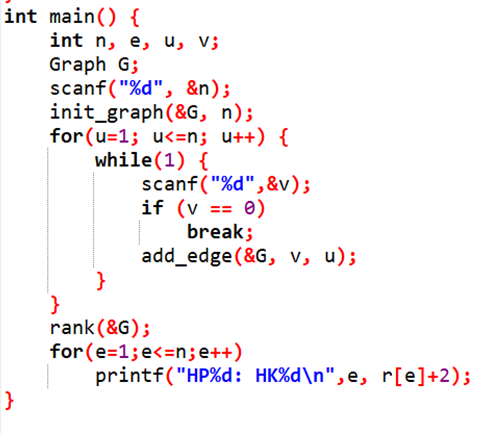 int main() {
    int n, e, u, v;
    Graph G;
    scanf("%d", &n);
    init_graph(&G, n);
    for(u=1; u<=n; u++) {
        while(1) {
            scanf("%d",&v);
            if (v == 0)
                break;
            add_edge(&G, v, u);
        }
    }
    rank(&G);
    for(e=1;e<=n;e++)
        printf("HP%d: HK%d\n",e, r[e]+2);
}